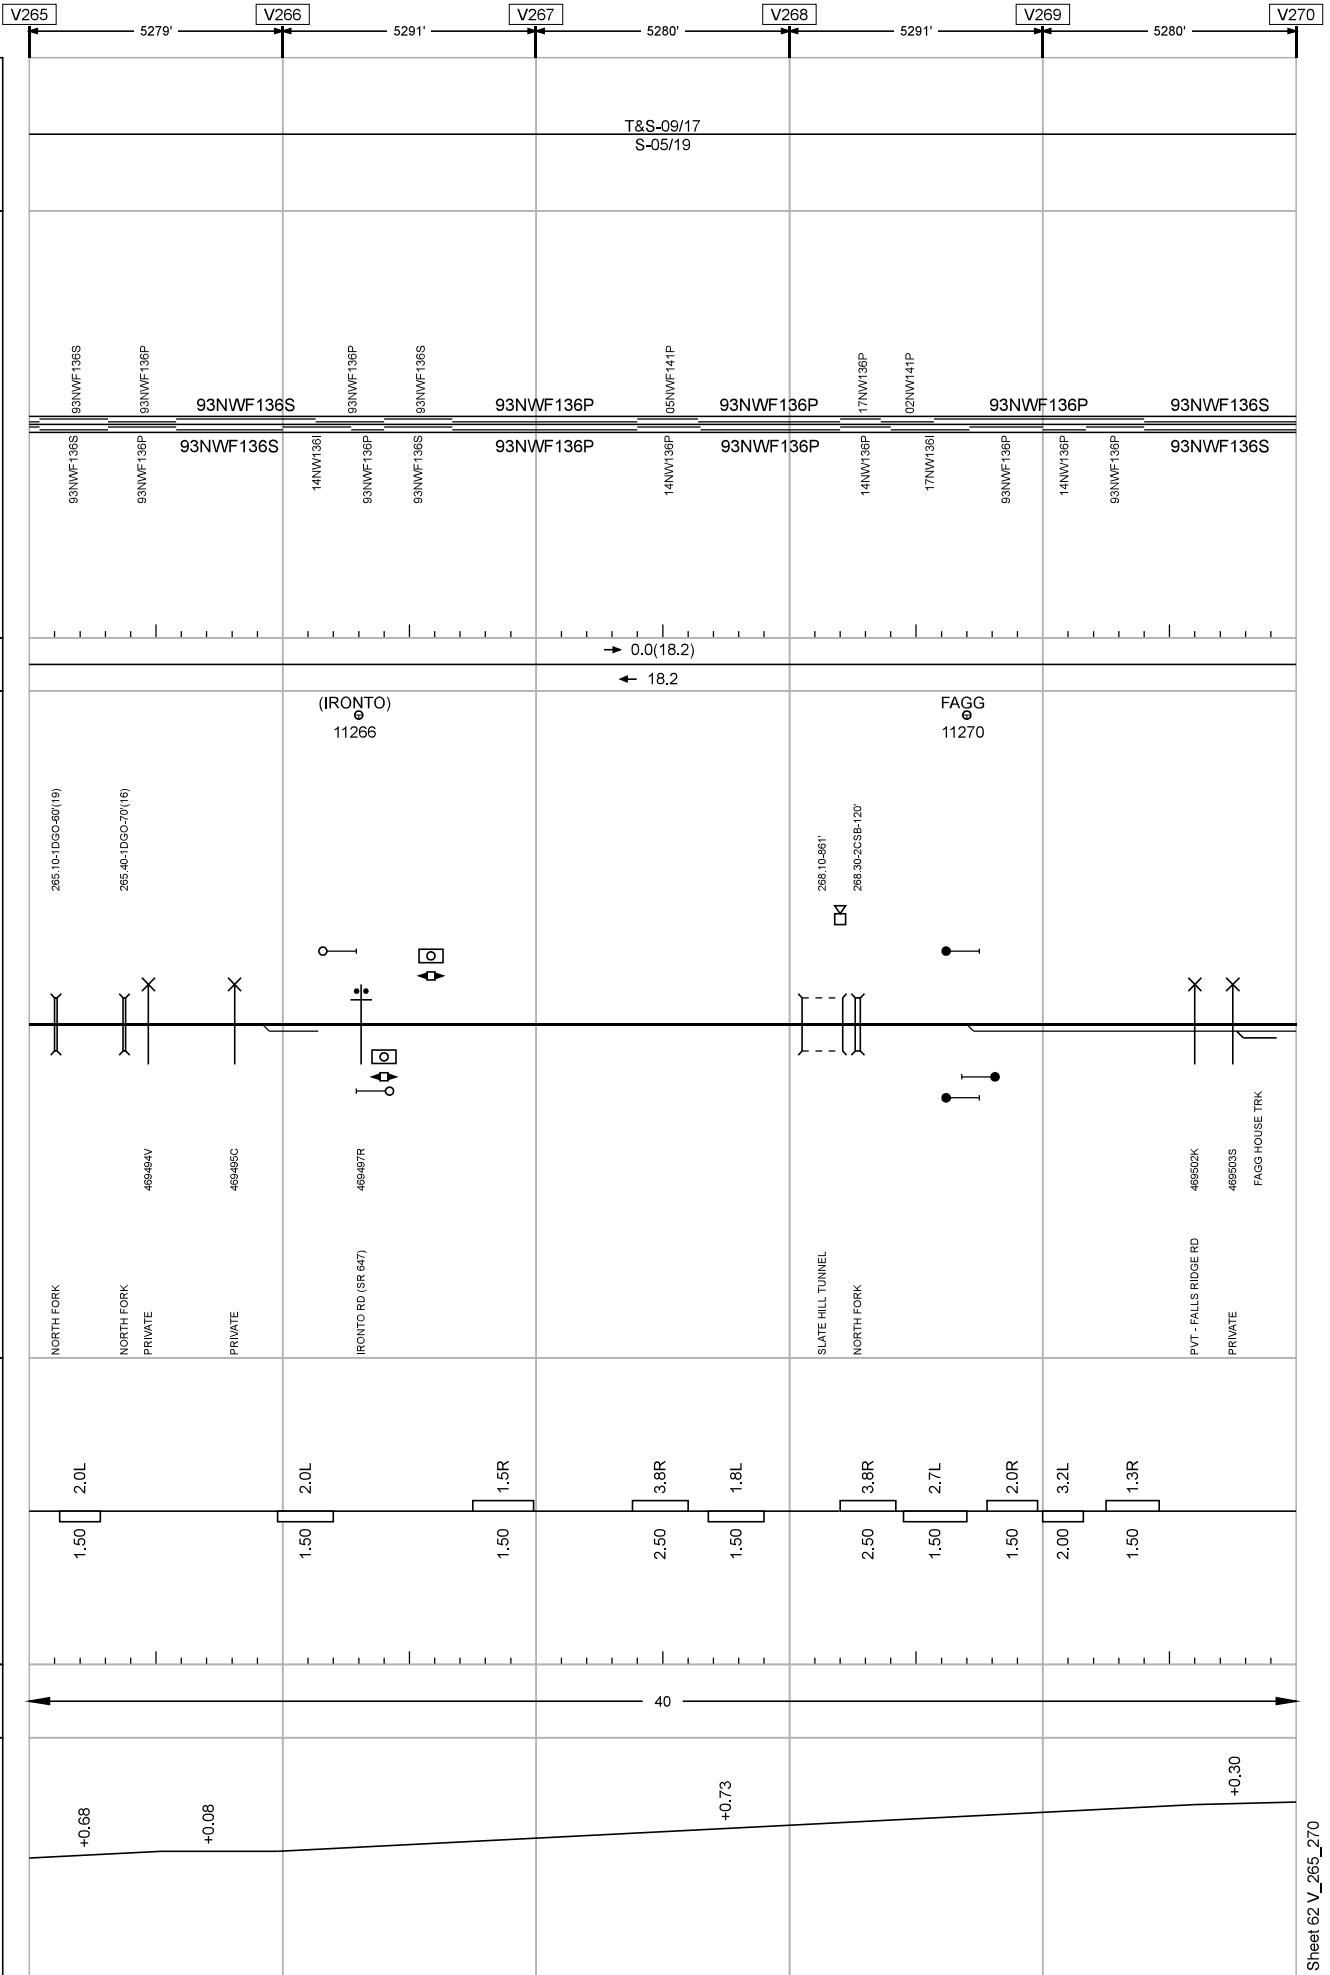 V265 V266 V267 V268 V269 V270
5279' 5291' 5280' 5291' 5280'
T&S-09/17
S-05/19
93NWF136S 93NWF136P 93NWF136P 93NWF136S 05NWF141P 17NW136P 02NW141P
93NWF136S 93NWF136P 93NWF136P 93NWF136P 93NWF136S
93NWF136S 93NWF136P 93NWF136P 93NWF136S
93NWF136S 93NWF136P 14NW136I 93NWF136P 93NWF136S 14NW136P 14NW136P 17NW136I 93NWF136P 14NW136P 93NWF136P
0.0(18.2)
18.2
(IRONTO) FAGG
11266 11270
265.10-1DGO-60'(19)
265.40-1DGO-70'(16)
268.10-861'
268.30-2CSB-120'
469494V
469495C
469497R
469502K
469503S
FAGG HOUSE TRK
NORTH FORK
NORTH FORK
PRIVATE
PRIVATE
IRONTO RD (SR 647)
SLATE HILL TUNNEL
NORTH FORK
PVT - FALLS RIDGE RD
PRIVATE
2.0L 2.0L 1.5R 3.8R 1.8L 3.8R 2.7L 2.0R 3.2L 1.3R
1.50 1.50 1.50 2.50 1.50 2.50 1.50 1.50 2.00 1.50
40
+0.68 +0.08 +0.73 +0.30
Sheet 62 V_265_270